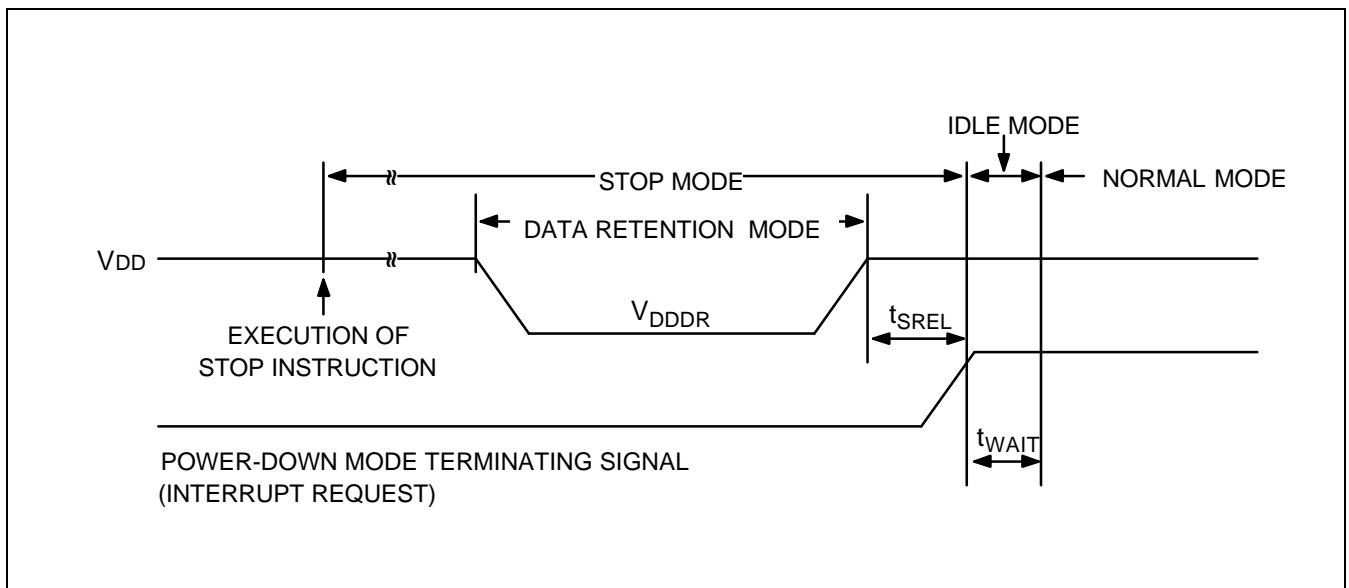 IDLE MODE
STOP MODE
NORMAL MODE
DATA RETENTION MODE
VDD
VDDDR
tSREL
EXECUTION OF
STOP INSTRUCTION
tWAIT
POWER-DOWN MODE TERMINATING SIGNAL
(INTERRUPT REQUEST)